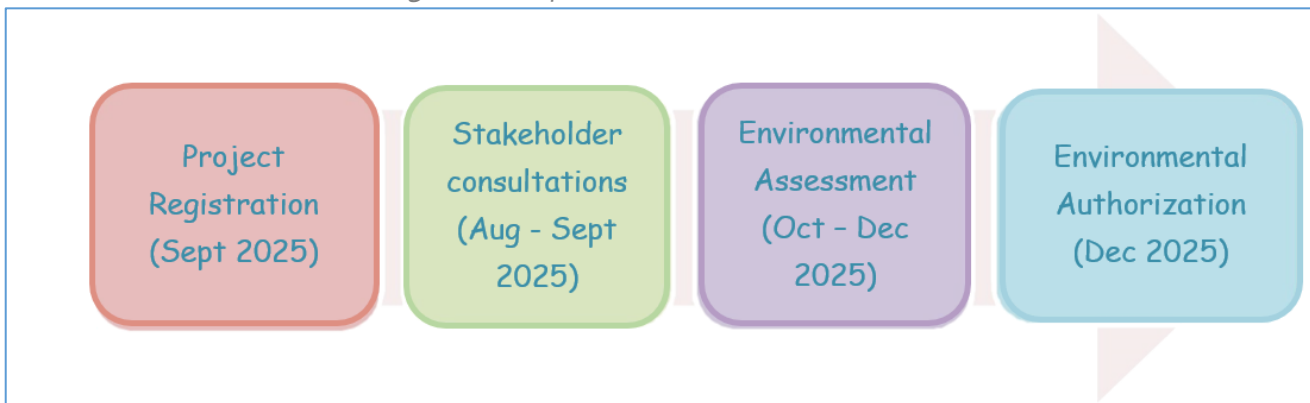 Project
Registration
(Sept 2025)
Stakeholder
consultations
(Aug - Sept
2025)
Environmental
Assessment
(Oct – Dec
2025)
Environmental
Authorization
(Dec 2025)